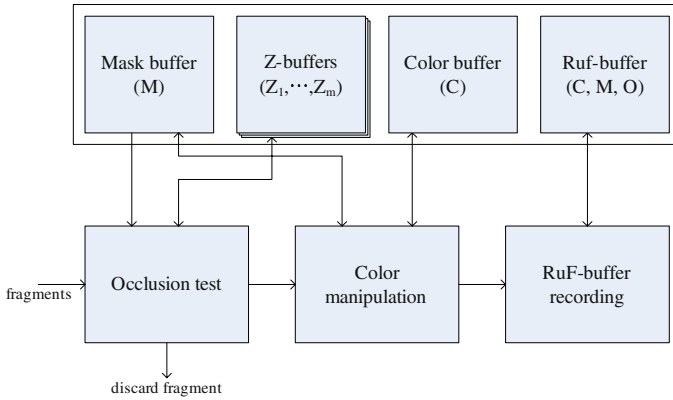 Mask buffer
(M)
Z-buffers
(Z1,···,Zm)
Color buffer
(C)
Ruf-buffer
(C, M, O)
fragments
Occlusion test
Color
manipulation
RuF-buffer
recording
discard fragment